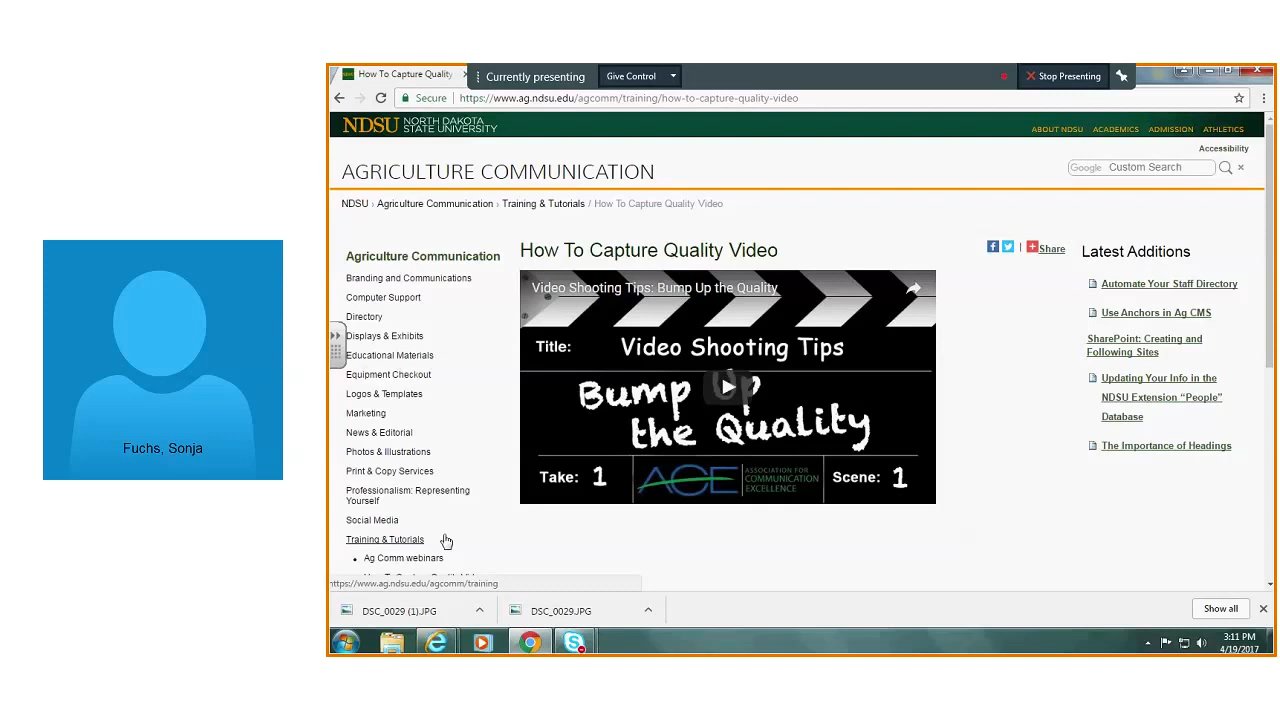 Fuchs, Sonja
How To Capture Quality
Currently presenting
Give Control
Stop Presenting
Secure
https://www.ag.ndsu.edu/agcomm/training/how-to-capture-quality-video
NDSU NORTH DAKOTA
STATE UNIVERSITY
ABOUT NDSU ACADEMICS ADMISSION ATHLETICS
Accessibility
AGRICULTURE COMMUNICATION
Google Custom Search
NDSU › Agriculture Communication › Training & Tutorials / How To Capture Quality Video
Agriculture Communication
Branding and Communications
Computer Support
Directory
Displays & Exhibits
Educational Materials
Equipment Checkout
Logos & Templates
Marketing
News & Editorial
Photos & Illustrations
Print & Copy Services
Professionalism: Representing
Yourself
Social Media
Training & Tutorials
Ag Comm webinars
How To Capture Quality Video
Share
Video Shooting Tips: Bump Up the Quality
Title: Video Shooting Tips
Bump Up
the Quality
Take: 1
ACE ASSOCIATION FOR
COMMUNICATION
EXCELLENCE
Scene: 1
Latest Additions
Automate Your Staff Directory
Use Anchors in Ag CMS
SharePoint: Creating and
Following Sites
Updating Your Info in the
NDSU Extension “People”
Database
The Importance of Headings
https://www.ag.ndsu.edu/agcomm/training
DSC_0029 (1).JPG
DSC_0029.JPG
Show all
3:11 PM
4/19/2017